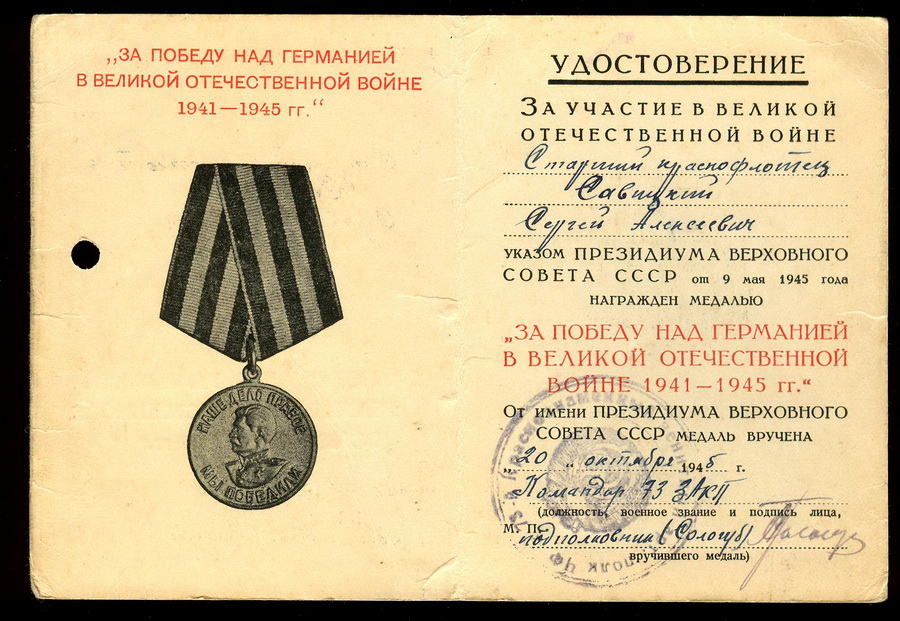 „ЗА ПОБЕДУ НАД ГЕРМАНИЕЙ
В ВЕЛИКОЙ ОТЕЧЕСТВЕННОЙ ВОЙНЕ
1941—1945 гг.“
НАШЕ ДЕЛО ПРАВОЕ
МЫ ПОБЕДИЛИ
УДОСТОВЕРЕНИЕ
ЗА УЧАСТИЕ В ВЕЛИКОЙ
ОТЕЧЕСТВЕННОЙ ВОЙНЕ
Старший краснофлотец
Савицкий
Сергей Алексеевич
УКАЗОМ ПРЕЗИДИУМА ВЕРХОВНОГО
СОВЕТА СССР от 9 мая 1945 года
НАГРАЖДЕН МЕДАЛЬЮ
„ЗА ПОБЕДУ НАД ГЕРМАНИЕЙ
В ВЕЛИКОЙ ОТЕЧЕСТВЕННОЙ
ВОЙНЕ 1941—1945 гг.“
ОТ ИМЕНИ ПРЕЗИДИУМА ВЕРХОВНОГО
СОВЕТА СССР МЕДАЛЬ ВРУЧЕНА
„20„ октября 1945 г.
Командир 73 ЗАКП
(должность, военное звание и подпись лица,
М. П.
подполковник (Сологуб)
вручившего медаль)